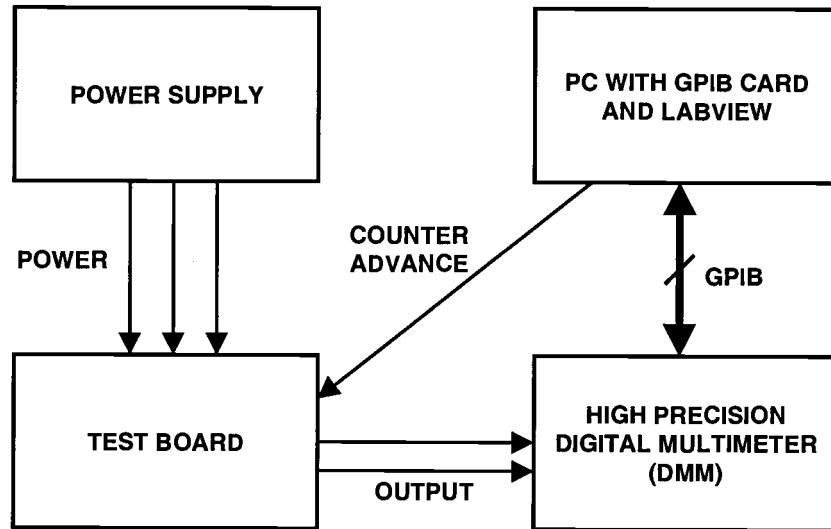 POWER SUPPLY
PC WITH GPIB CARD
AND LABVIEW
POWER
COUNTER
ADVANCE
GPIB
TEST BOARD
HIGH PRECISION
DIGITAL MULTIMETER
(DMM)
OUTPUT